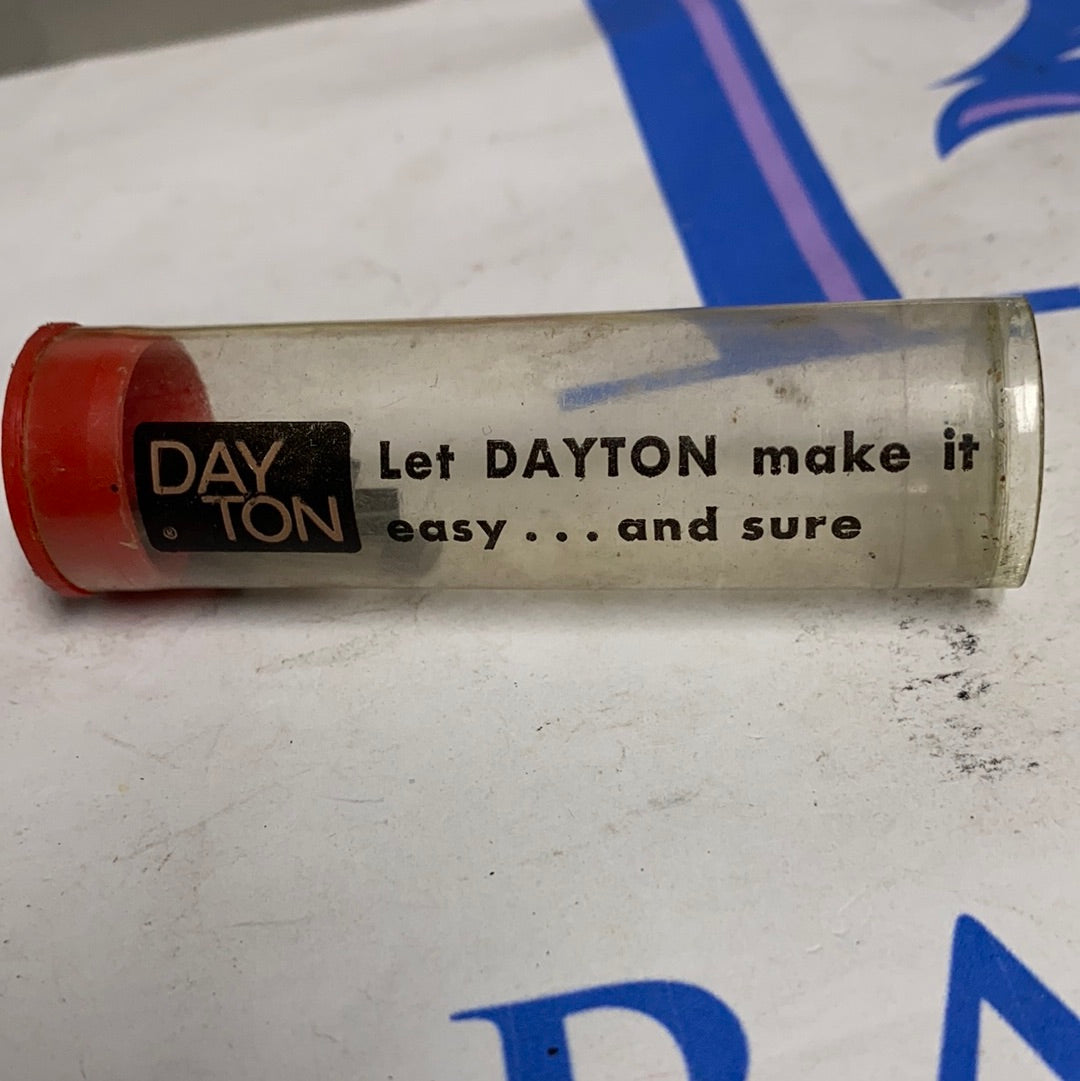 DAY
TON
®
Let DAYTON make it
easy...and sure